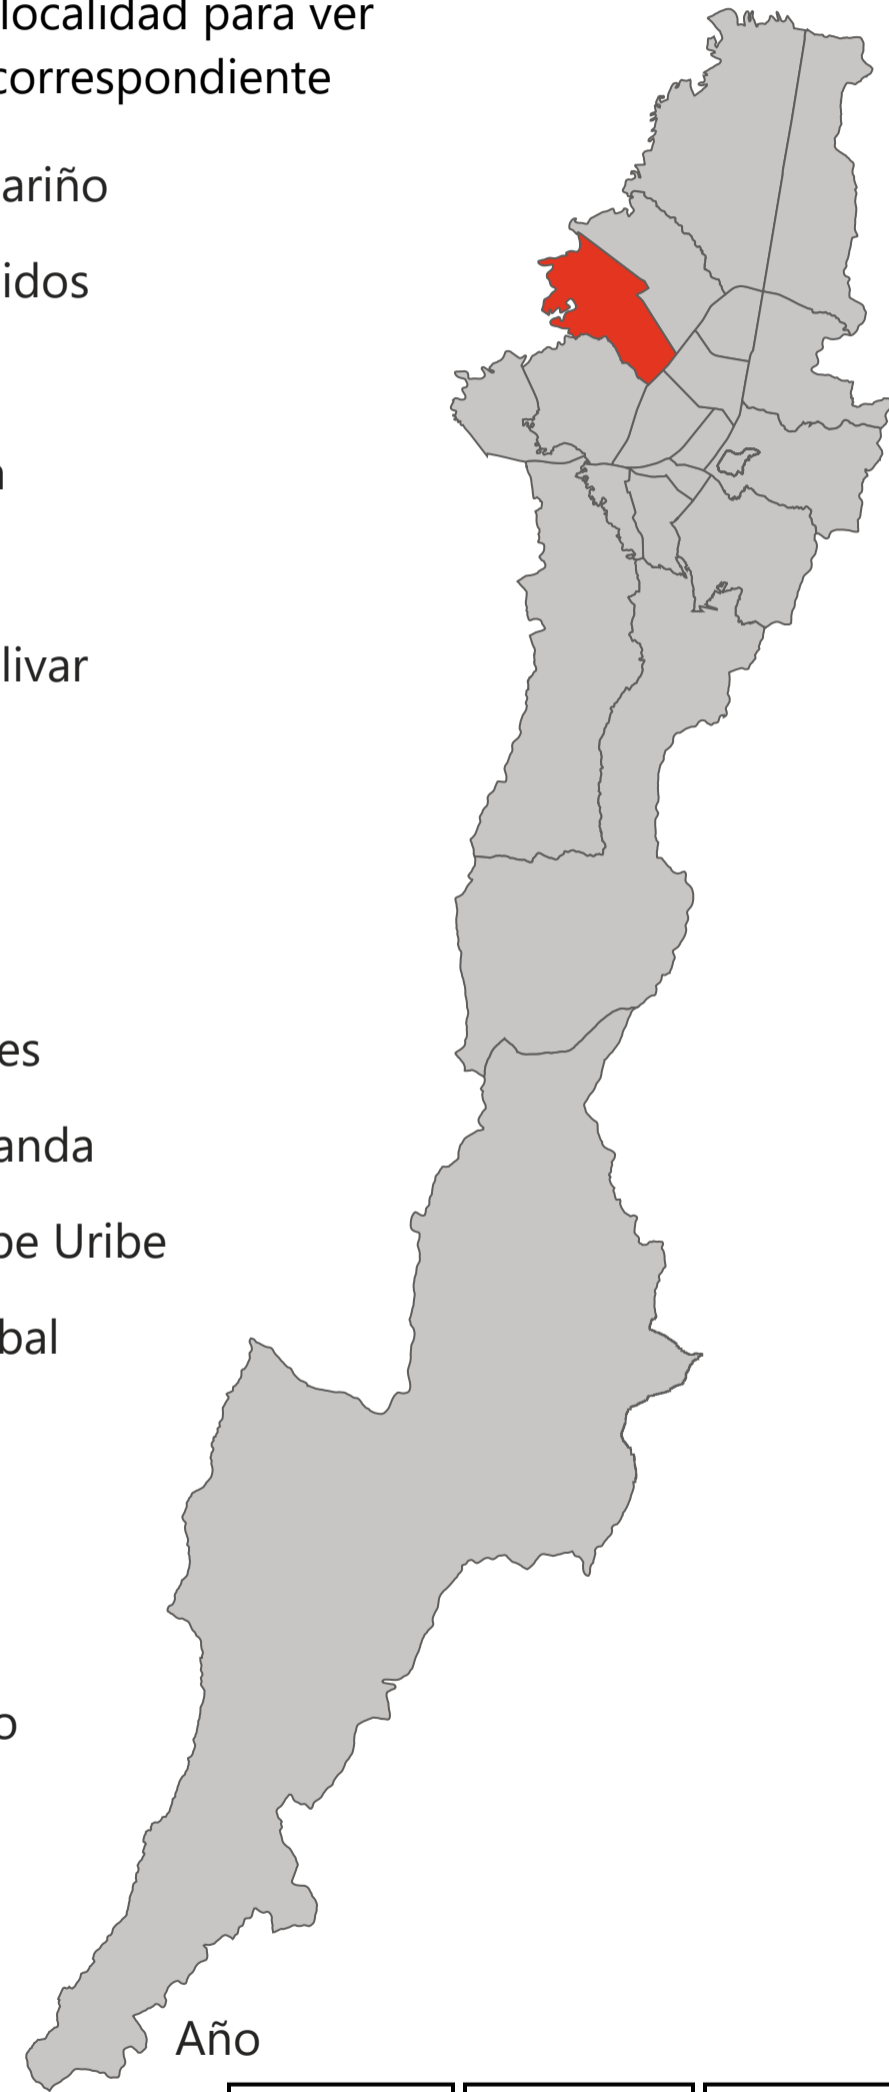 localidad para ver
correspondiente
ariño
idos
a
livar
es
anda
be Uribe
bal
o
Año